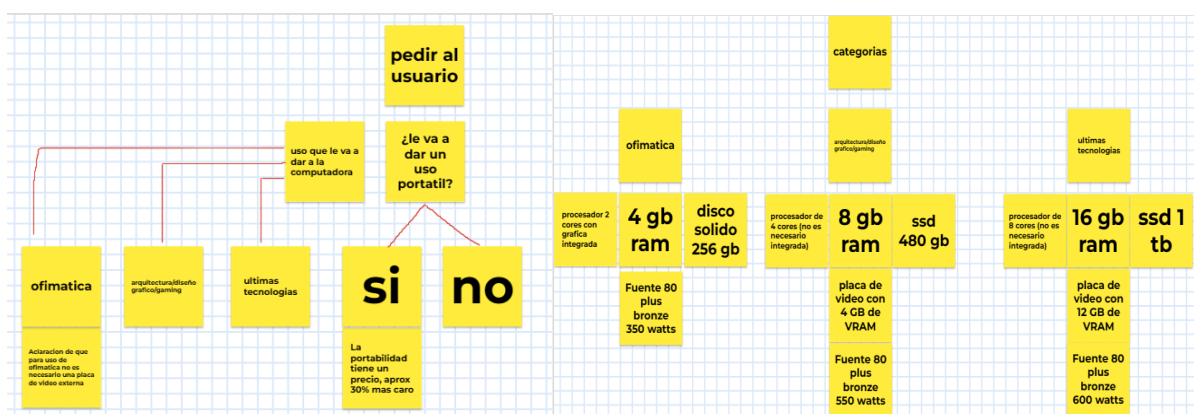 pedir al
usuario
uso que le va a
dar a la
computadora
¿le va a
dar un
uso
portatil?
ofimatica
arquitectura/diseño
grafico/gaming
ultimas
tecnologias
si
no
Aclaracion de que
para uso de
ofimatica no es
necesario una placa
de video externa
La
portabilidad
tiene un
precio, aprox
30% mas caro
categorias
ofimatica
arquitectura/diseño
grafico/gaming
ultimas
tecnologias
procesador 2
cores con
grafica
integrada
4 gb
ram
disco
solido
256 gb
procesador de
4 cores (no es
necesario
integrada)
8 gb
ram
ssd
480 gb
procesador de
8 cores (no es
necesario
integrada)
16 gb
ram
ssd 1
tb
Fuente 80
plus
bronze
350 watts
placa de
video con
4 GB de
VRAM
placa de
video con
12 GB de
VRAM
Fuente 80
plus
bronze
550 watts
Fuente 80
plus
bronze
600 watts